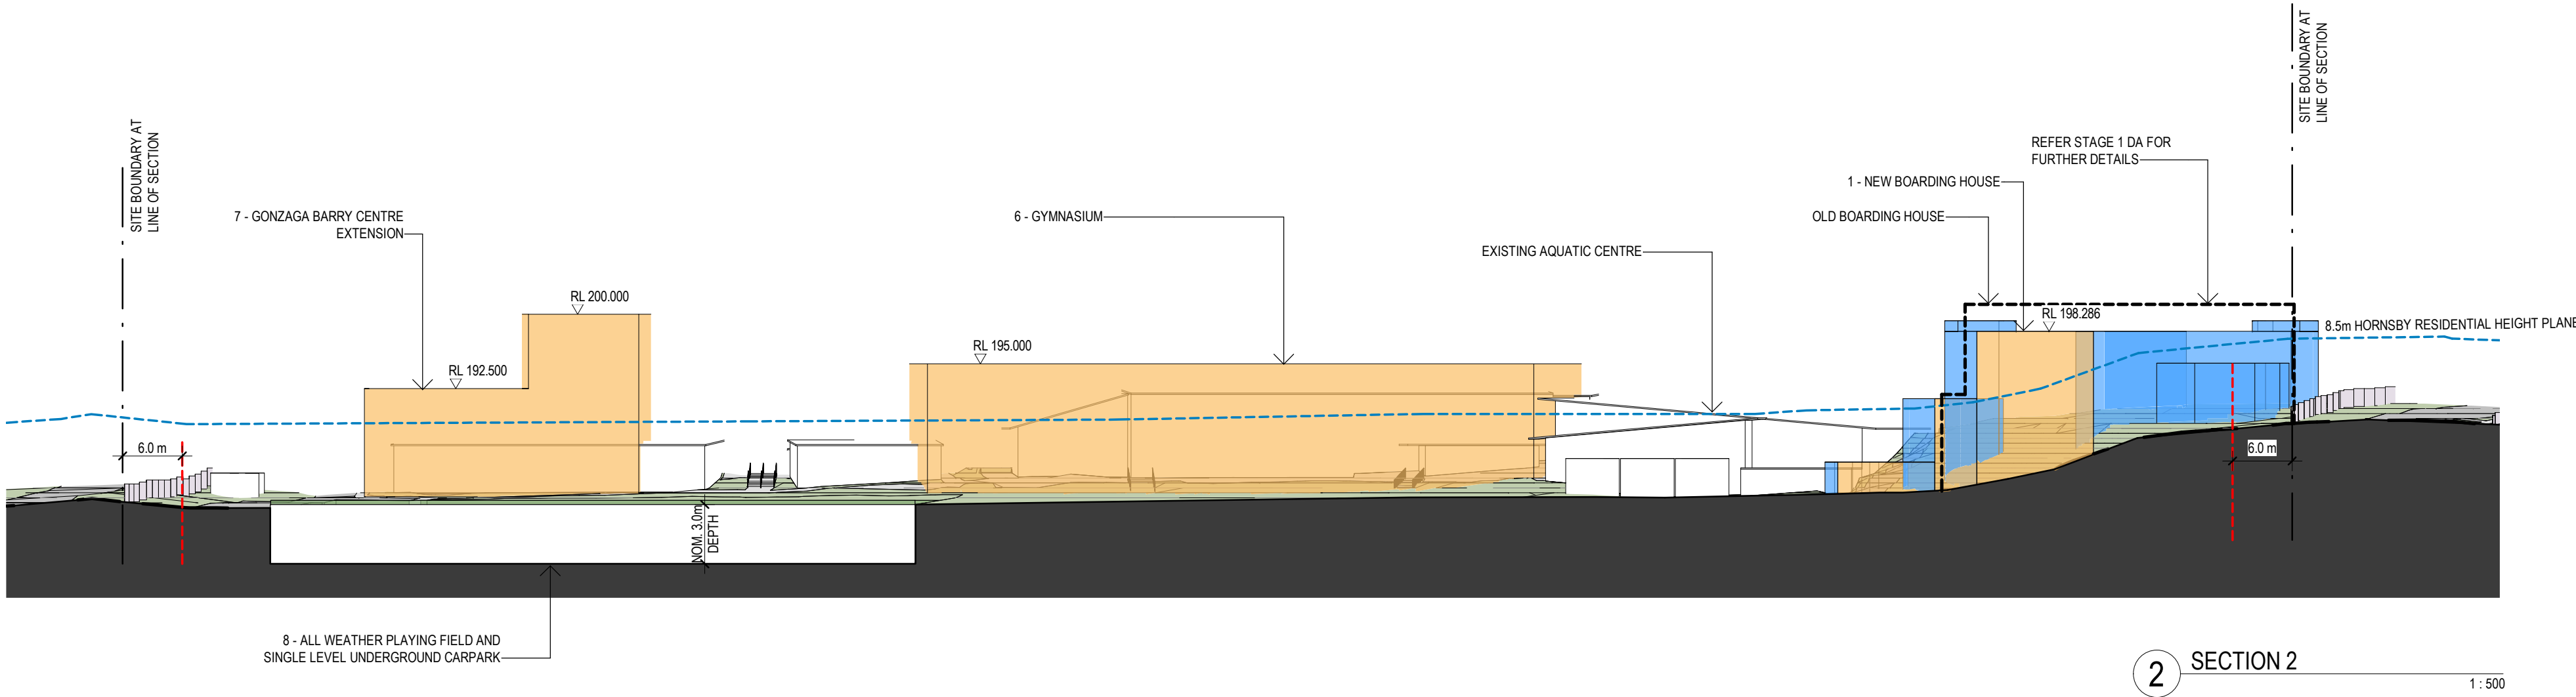 SITE BOUNDARY AT
LINE OF SECTION
SITE BOUNDARY AT
LINE OF SECTION
REFER STAGE 1 DA FOR
FURTHER DETAILS
1 - NEW BOARDING HOUSE
7 - GONZAGA BARRY CENTRE
EXTENSION
6 - GYMNASIUM
OLD BOARDING HOUSE
EXISTING AQUATIC CENTRE
RL 200.000
RL 198.286
8.5m HORNSBY RESIDENTIAL HEIGHT PLANE
RL 195.000
RL 192.500
6.0 m
6.0 m
NOM. 3.0m
DEPTH
8 - ALL WEATHER PLAYING FIELD AND
SINGLE LEVEL UNDERGROUND CARPARK
2 SECTION 2
1 : 500